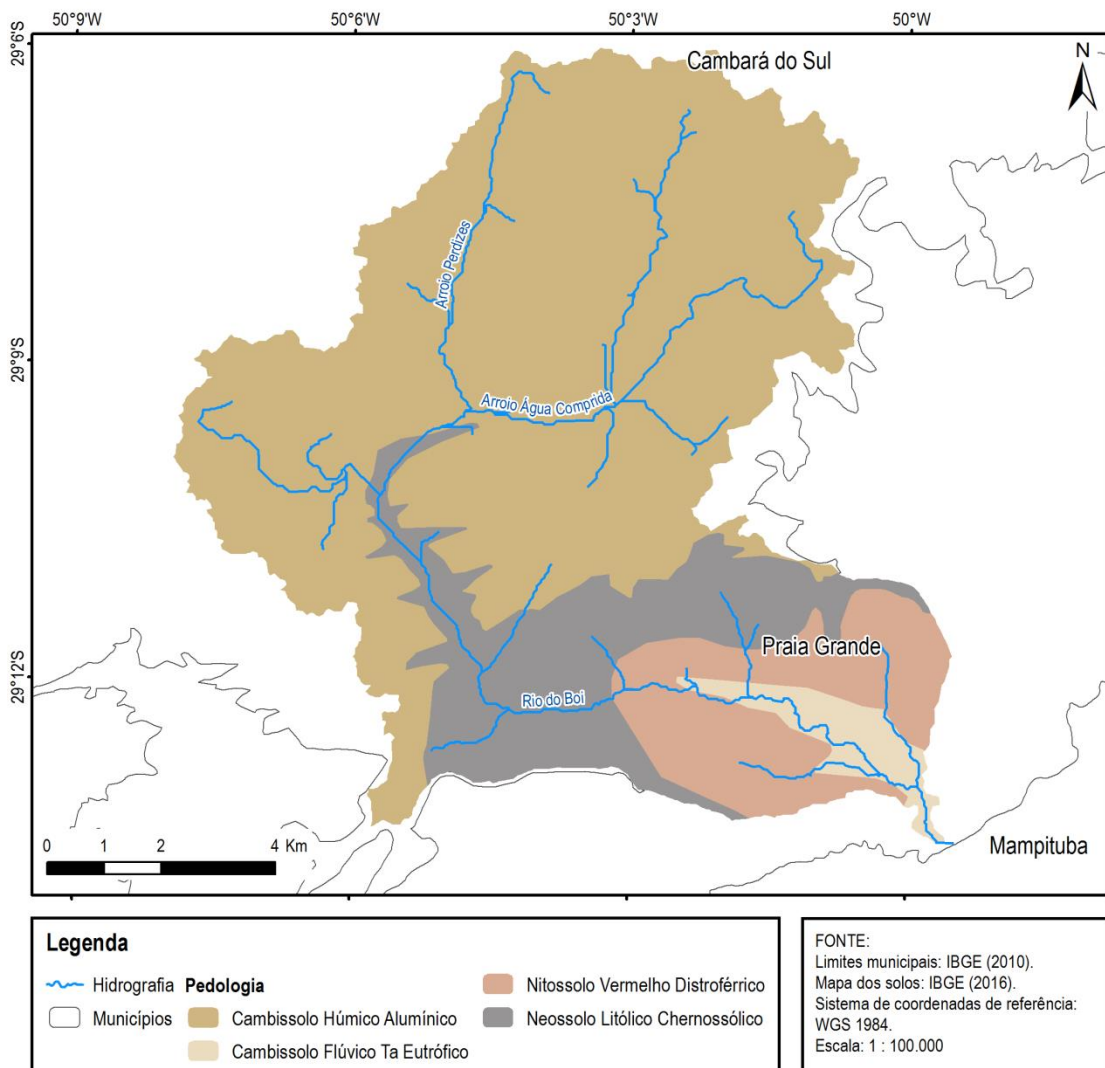 50°9'W 50°6'W 50°3'W 50°W
29°6'S
Cambará do Sul
N
Arroio Perdizes
29°9'S
Arroio Água Comprida
Praia Grande
29°12'S
Rio do Boi
0 1 2 4 Km
Mampituba
Legenda
Hidrografia
Municípios
Pedologia
Cambissolo Húmico Alumínico
Cambissolo Flúvico Ta Eutrófico
Nitossolo Vermelho Distroférrico
Neossolo Litólico Chernossólico
FONTE:
Limites municipais: IBGE (2010).
Mapa dos solos: IBGE (2016).
Sistema de coordenadas de referência:
WGS 1984.
Escala: 1 : 100.000